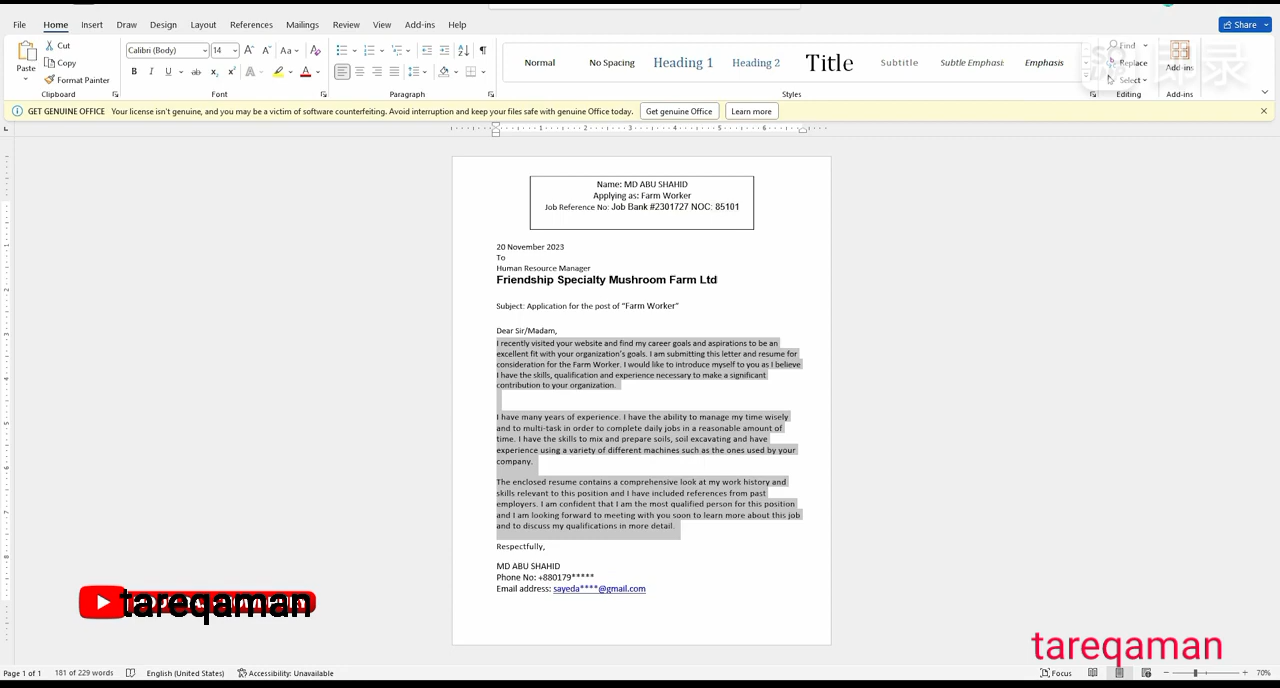 File Home Insert Draw Design Layout References Mailings Review View Add-ins Help Share
Cut
Calibri (Body) 14 Aa
Find
Paste
Copy
Normal No Spacing Heading 1 Heading 2 Title Subtitle Subtle Emphasis Emphasis
Replace
Add-ins
Format Painter
B I U ab x₂ x² A A
Select
Clipboard Font Paragraph Styles Editing Add-ins
GET GENUINE OFFICE Your license isn't genuine, and you may be a victim of software counterfeiting. Avoid interruption and keep your files safe with genuine Office today. Get genuine Office Learn more
1 2 3 4 5 6
Name: MD ABU SHAHID
Applying as: Farm Worker
Job Reference No: Job Bank #2301727 NOC: 85101
20 November 2023
To
Human Resource Manager
Friendship Specialty Mushroom Farm Ltd
Subject: Application for the post of “Farm Worker”
Dear Sir/Madam,
I recently visited your website and find my career goals and aspirations to be an
excellent fit with your organization's goals. I am submitting this letter and resume for
consideration for the Farm Worker. I would like to introduce myself to you as I believe
I have the skills, qualification and experience necessary to make a significant
contribution to your organization.
I have many years of experience. I have the ability to manage my time wisely
and to multi-task in order to complete daily jobs in a reasonable amount of
time. I have the skills to mix and prepare soils, soil excavating and have
experience using a variety of different machines such as the ones used by your
company.
The enclosed resume contains a comprehensive look at my work history and
skills relevant to this position and I have included references from past
employers. I am confident that I am the most qualified person for this position
and I am looking forward to meeting with you soon to learn more about this job
and to discuss my qualifications in more detail.
Respectfully,
MD ABU SHAHID
Phone No: +880179*****
Email address: sayeda****@gmail.com
tareqaman
tareqaman
Page 1 of 1 181 of 229 words English (United States) Accessibility: Unavailable Focus 70%